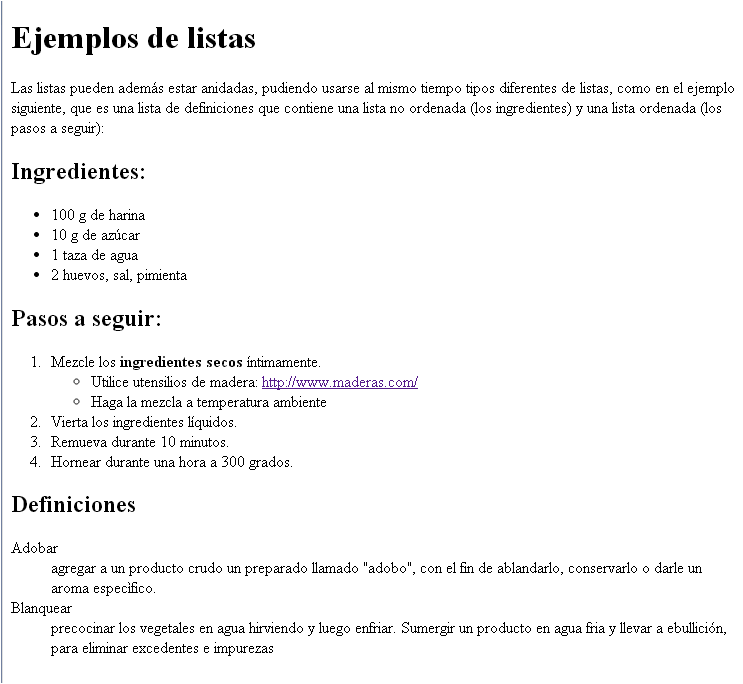 Ejemplos de listas
Las listas pueden además estar anidadas, pudiendo usarse al mismo tiempo tipos diferentes de listas, como en el ejemplo
siguiente, que es una lista de definiciones que contiene una lista no ordenada (los ingredientes) y una lista ordenada (los
pasos a seguir):
Ingredientes:
• 100 g de harina
• 10 g de azúcar
• 1 taza de agua
• 2 huevos, sal, pimienta
Pasos a seguir:
1. Mezcle los ingredientes secos íntimamente.
○ Utilice utensilios de madera: http://www.maderas.com/
○ Haga la mezcla a temperatura ambiente
2. Vierta los ingredientes líquidos.
3. Remueva durante 10 minutos.
4. Hornear durante una hora a 300 grados.
Definiciones
Adobar
agregar a un producto crudo un preparado llamado "adobo", con el fin de ablandarlo, conservarlo o darle un
aroma específico.
Blanquear
precocinar los vegetales en agua hirviendo y luego enfriar. Sumergir un producto en agua fria y llevar a ebullición,
para eliminar excedentes e impurezas